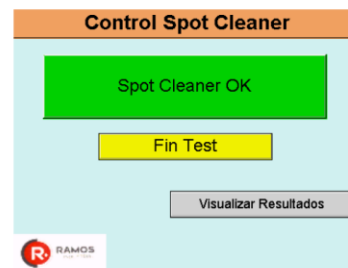 Control Spot Cleaner
Spot Cleaner OK
Fin Test
Visualizar Resultados
R.
RAMOS